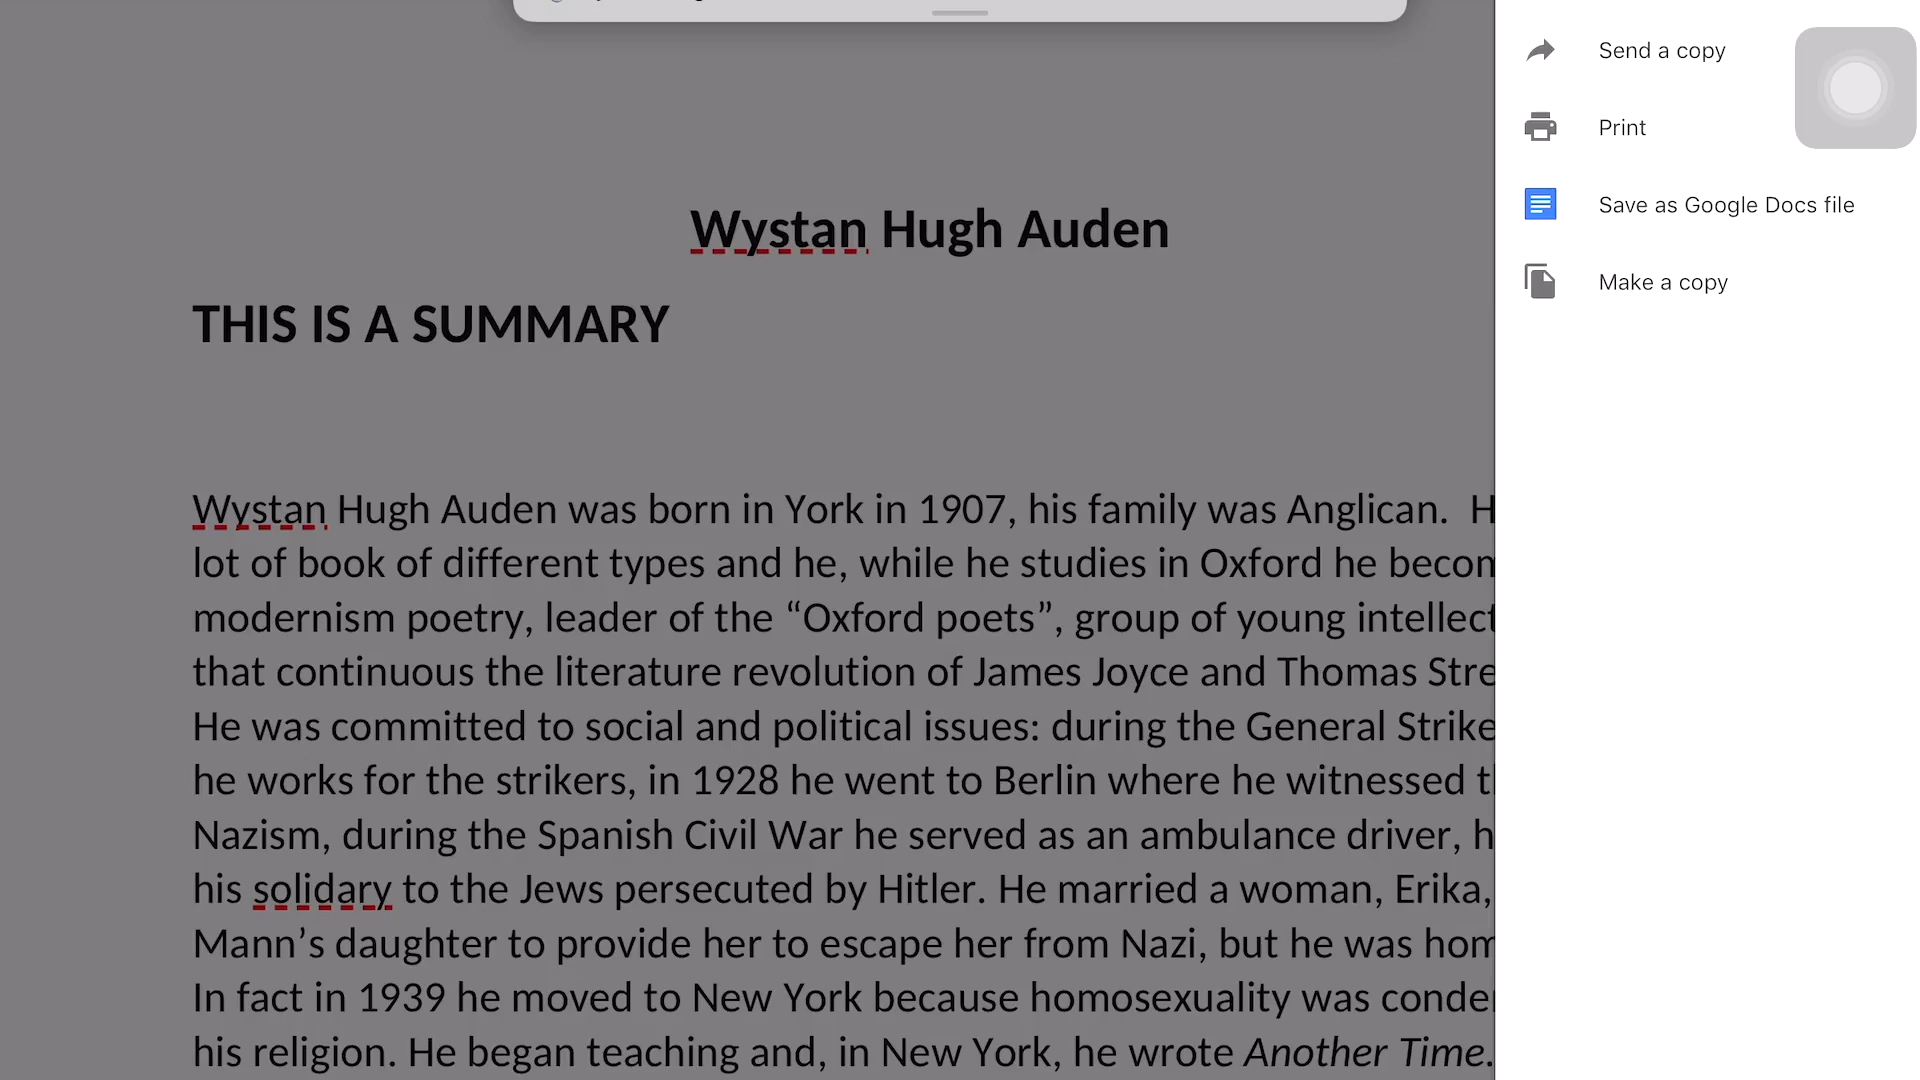 Wystan Hugh Auden
THIS IS A SUMMARY
Wystan Hugh Auden was born in York in 1907, his family was Anglican.
lot of book of different types and he, while he studies in Oxford he
modernism poetry, leader of the “Oxford poets”, group of young
that continuous the literature revolution of James Joyce and Thomas
He was committed to social and political issues: during the General Strike
he works for the strikers, in 1928 he went to Berlin where he witnessed
Nazism, during the Spanish Civil War he served as an ambulance driver,
his solidary to the Jews persecuted by Hitler. He married a woman, Erika,
Mann’s daughter to provide her to escape her from Nazi, but he was
In fact in 1939 he moved to New York because homosexuality was
his religion. He began teaching and, in New York, he wrote Another Time.
Send a copy
Print
Save as Google Docs file
Make a copy